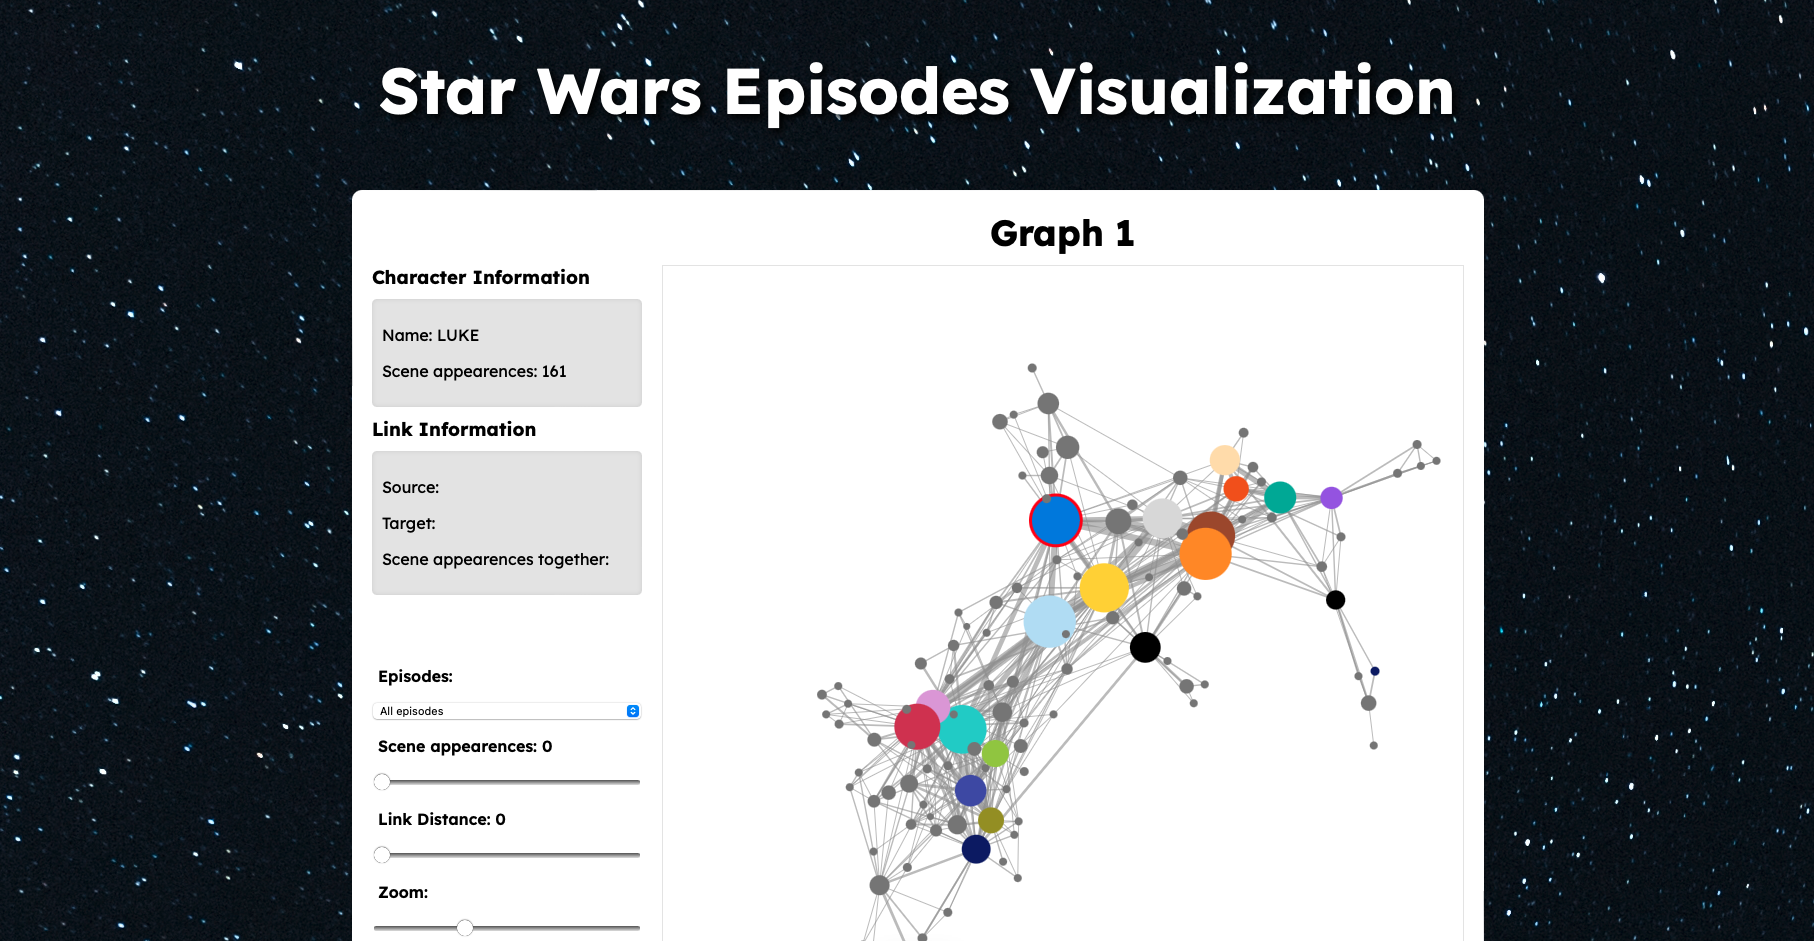 Star Wars Episodes Visualization
Graph 1
Character Information
Name: LUKE
Scene appearences: 161
Link Information
Source:
Target:
Scene appearences together:
Episodes:
All episodes
Scene appearences: 0
Link Distance: 0
Zoom: